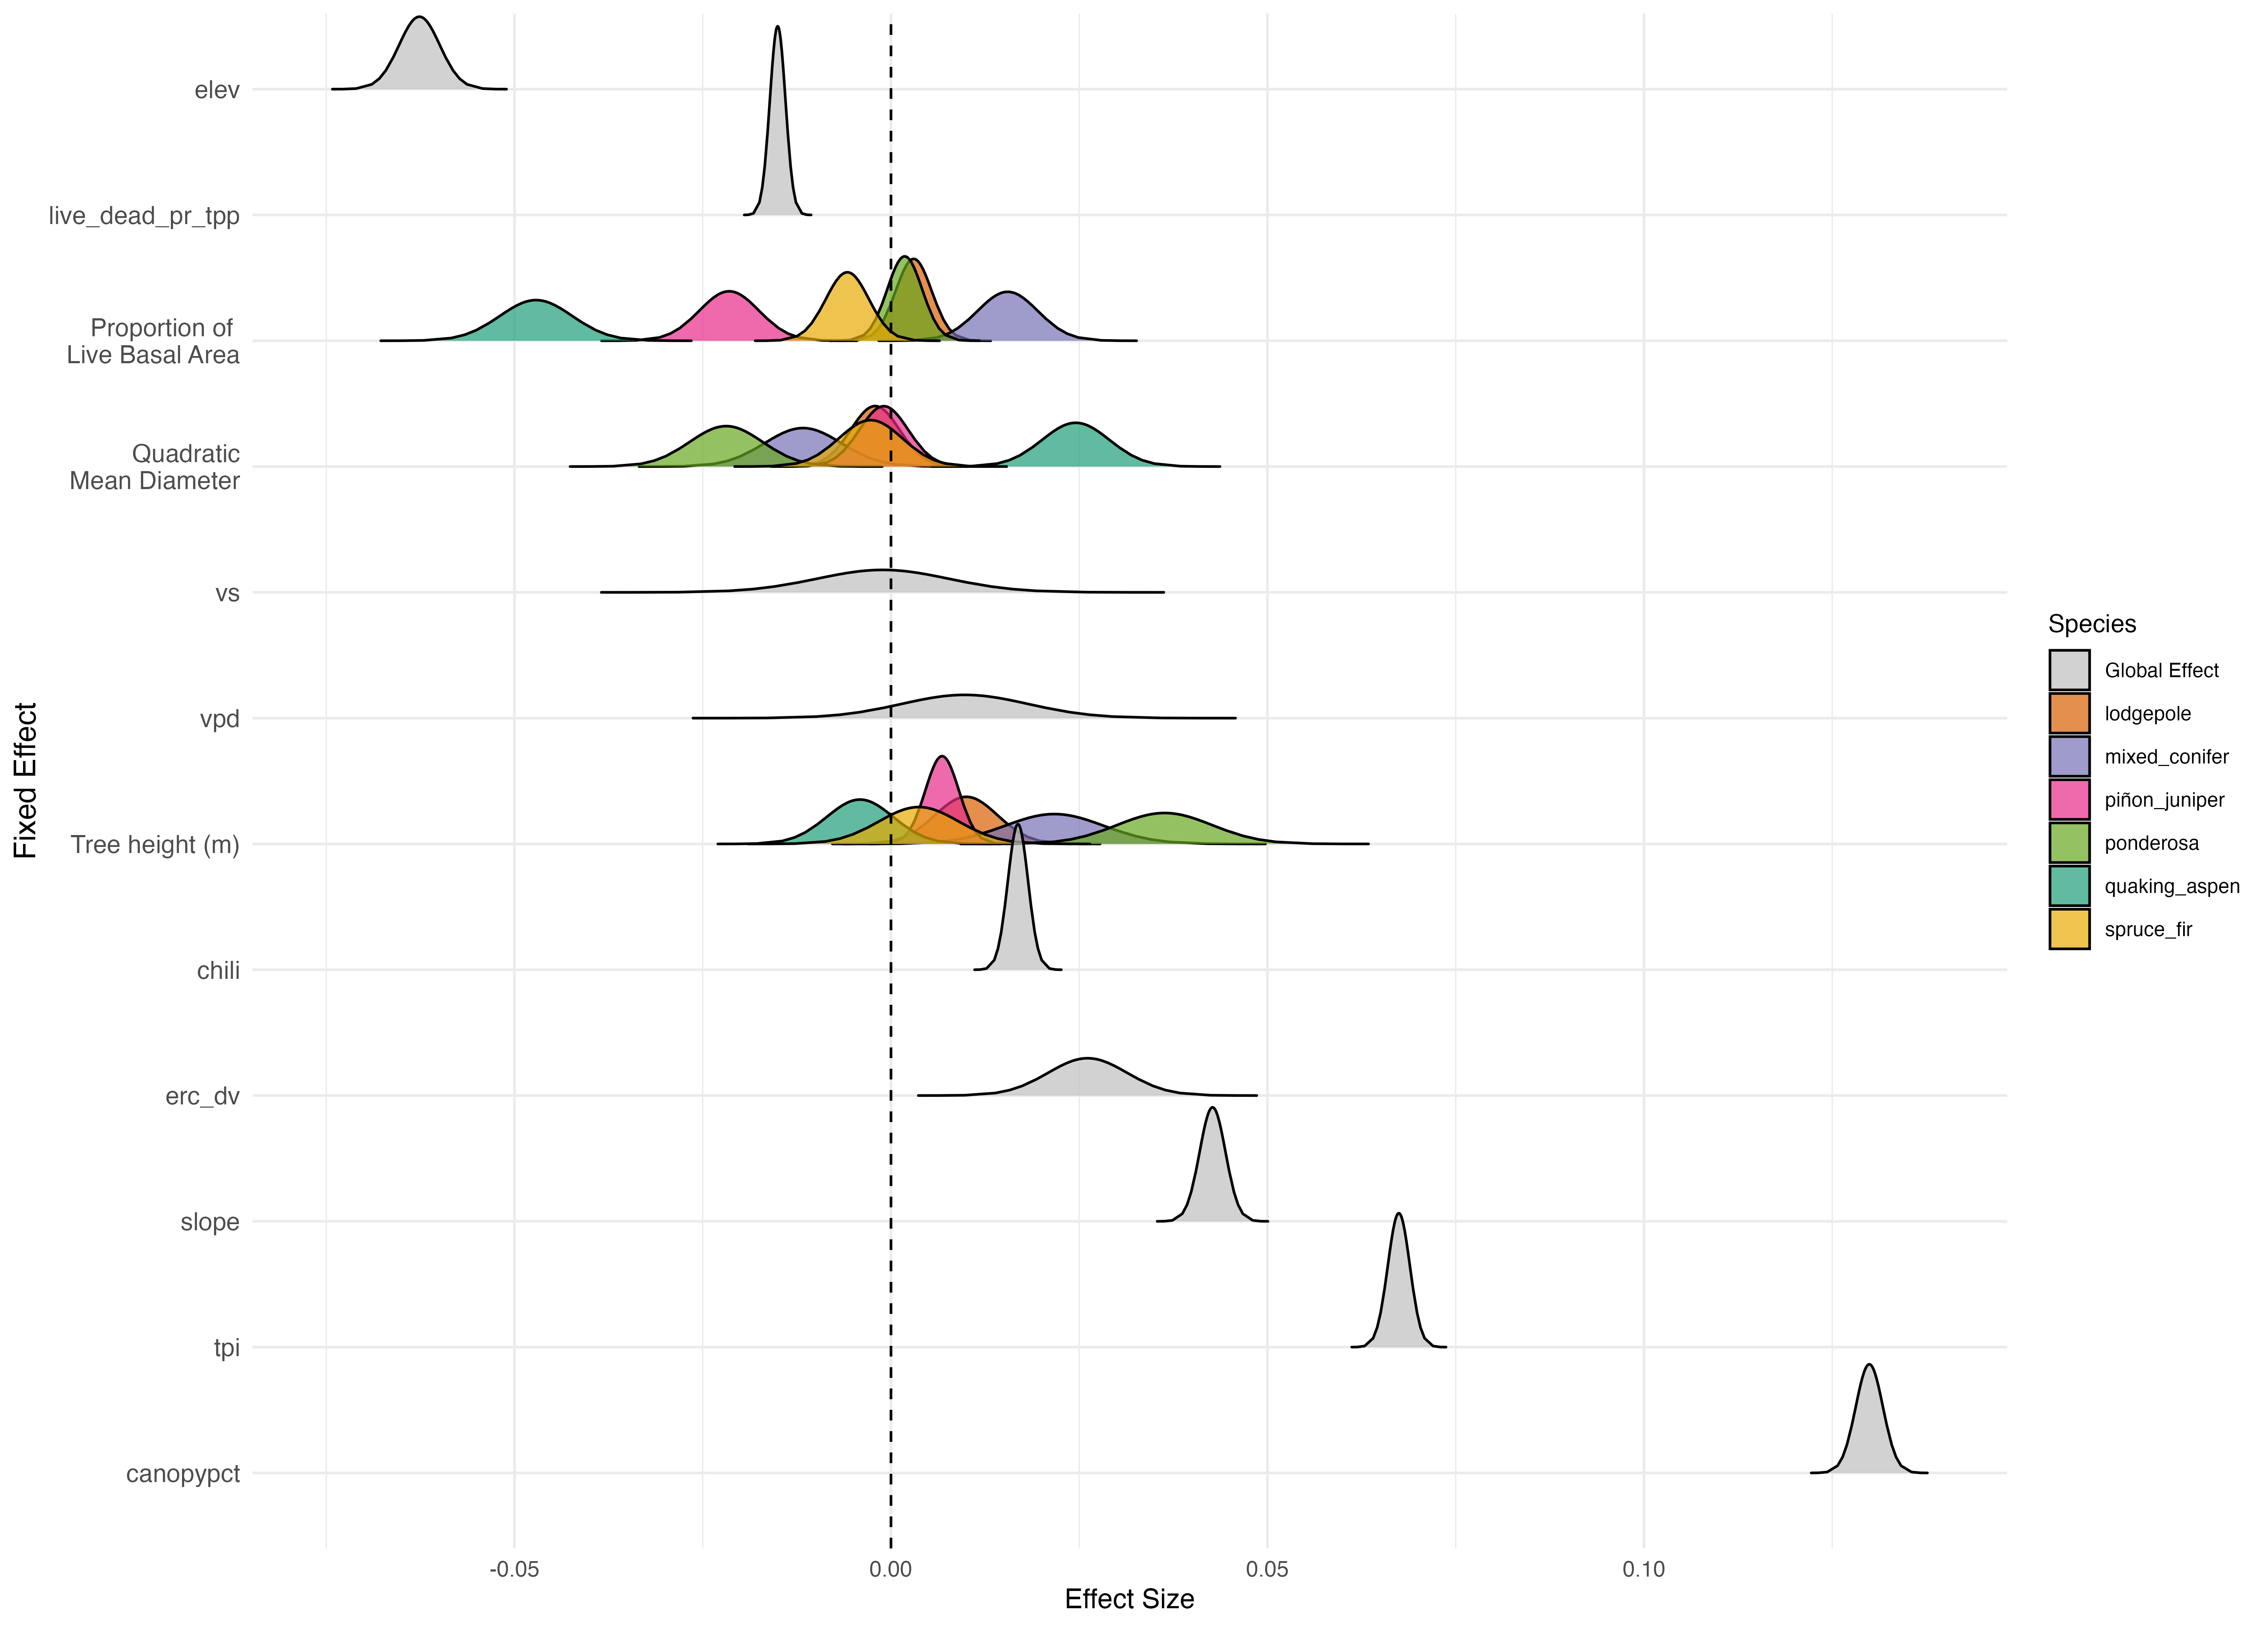 elev
live_dead_pr_tpp
Proportion of
Live Basal Area
Quadratic
Mean Diameter
vs
vpd
Tree height (m)
chili
erc_dv
slope
tpi
canopypct
Fixed Effect
-0.05
0.00
0.05
0.10
Effect Size
Species
Global Effect
lodgepole
mixed_conifer
piñon_juniper
ponderosa
quaking_aspen
spruce_fir